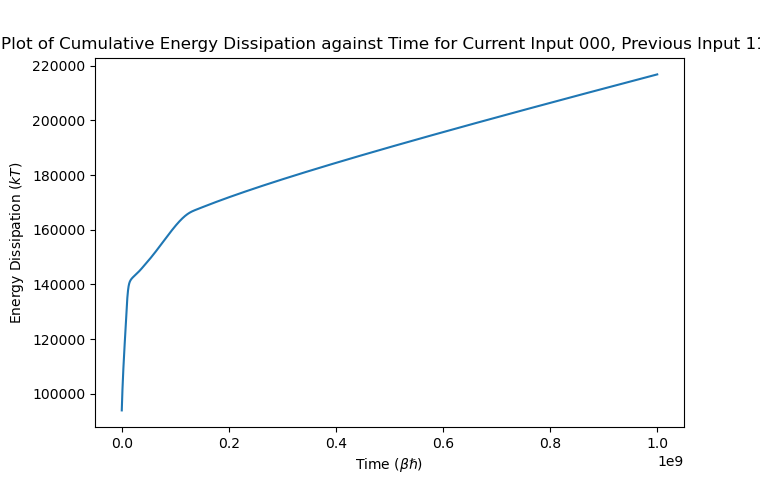 Plot of Cumulative Energy Dissipation against Time for Current Input 000, Previous Input 11
220000
200000
180000
160000
140000
120000
100000
Energy Dissipation (kT)
0.0 0.2 0.4 0.6 0.8 1.0
1e9
Time (βℏ)